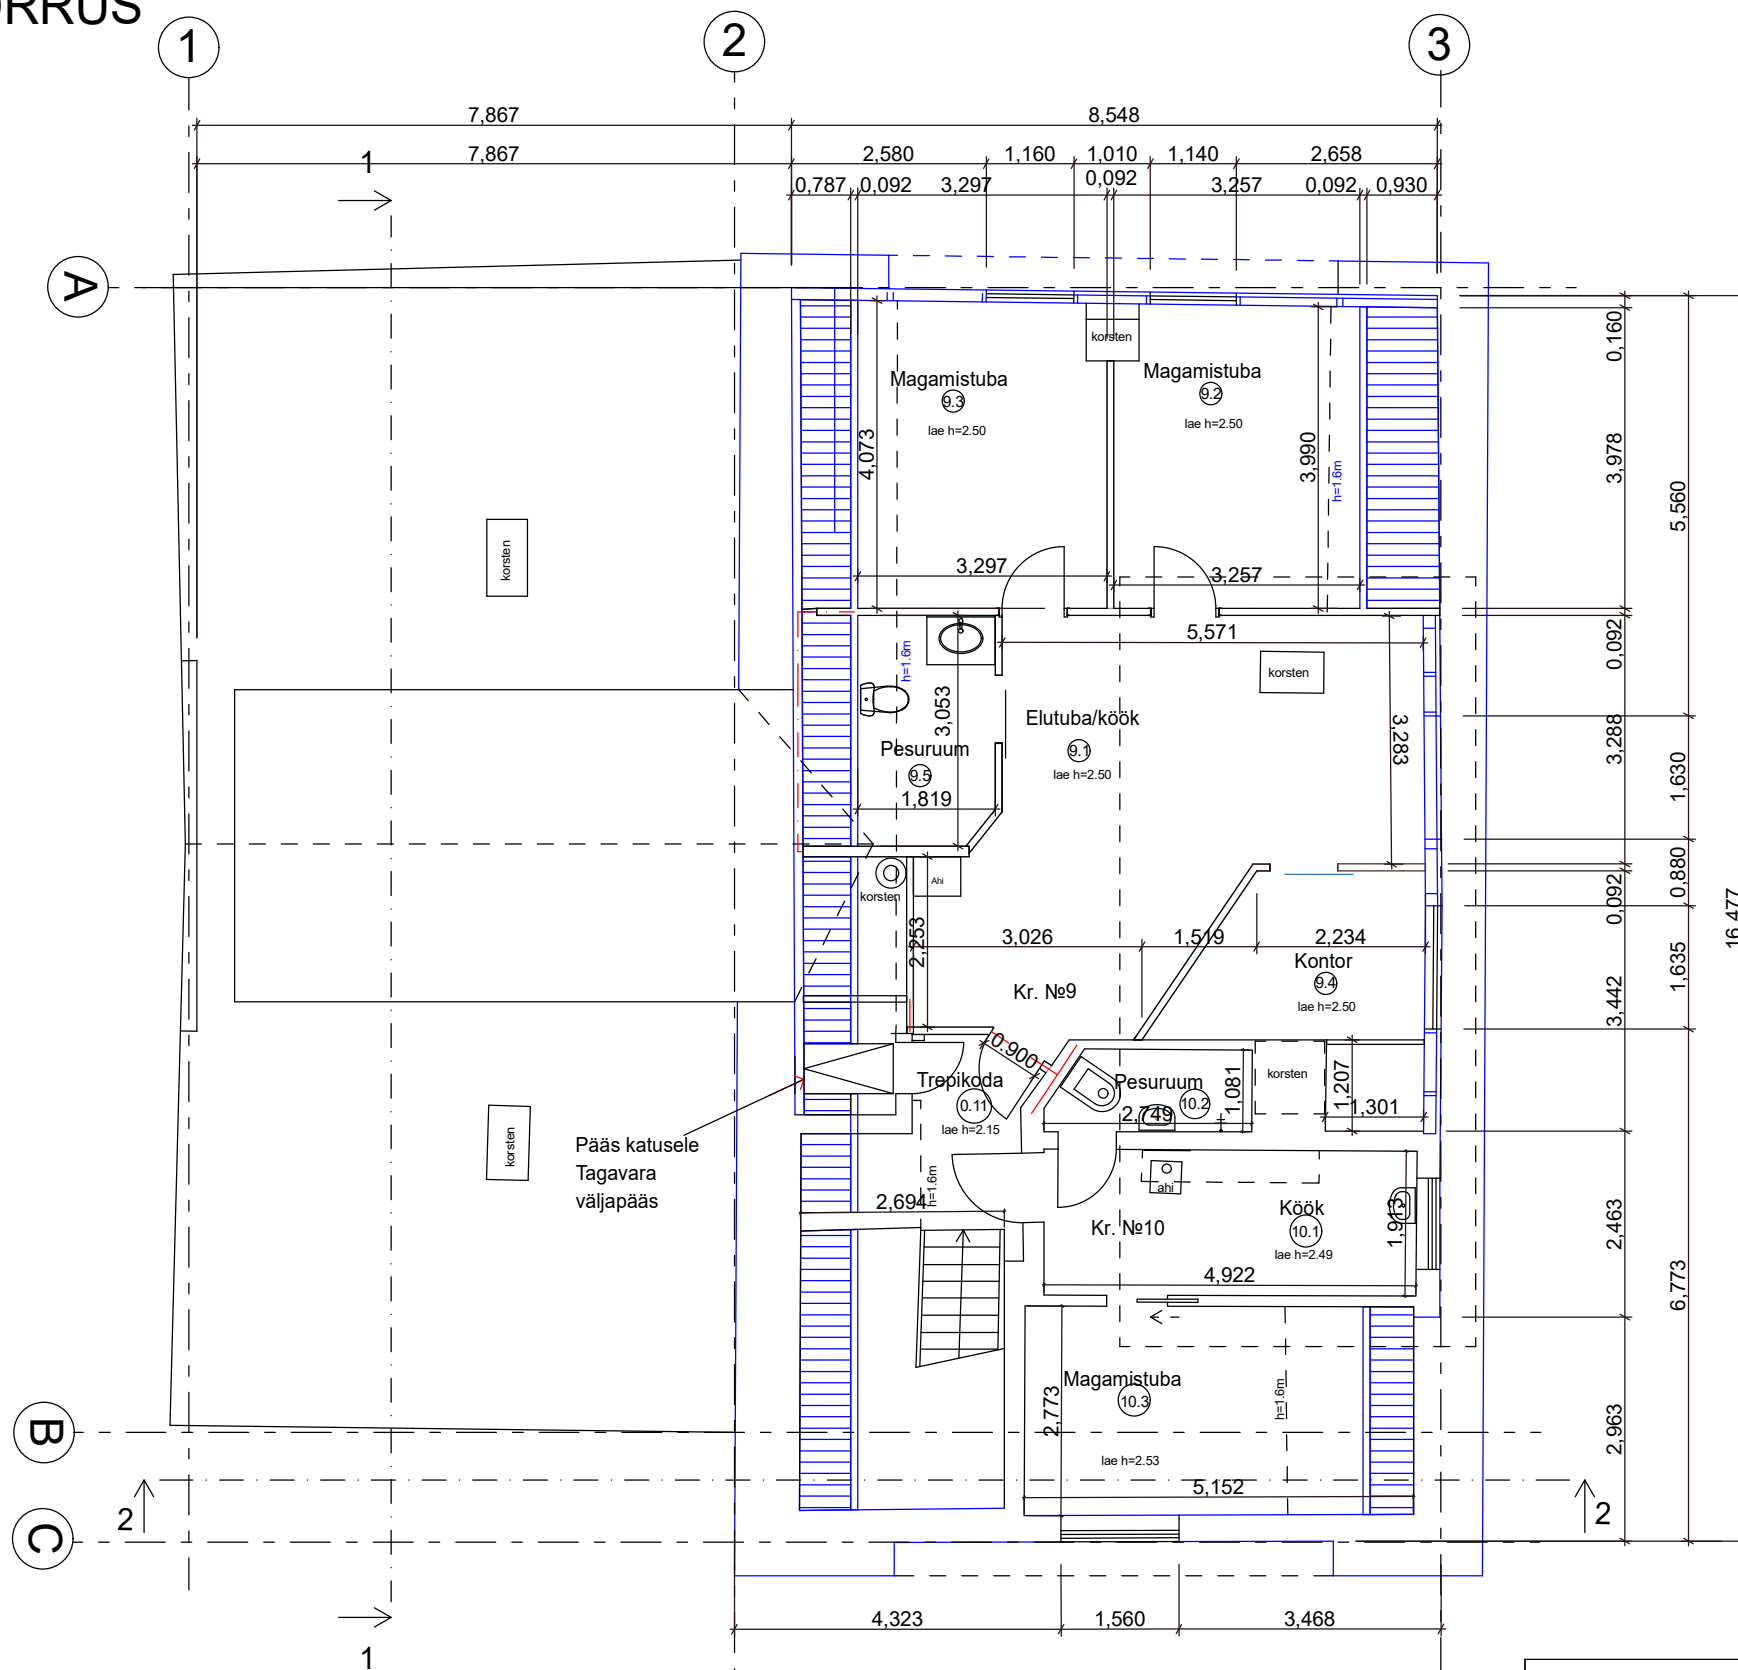 ORRUS
1
2
3
7,867
8,548
7,867
2,580
1,160
1,010
1,140
2,658
1
0,787
0,092
3,297
0,092
3,257
0,092
0,930
A
korsten
0,160
Magamistuba
9.3
lae h=2.50
Magamistuba
9.2
lae h=2.50
4,073
3,990
h=1.6m
3,978
5,560
korsten
3,297
3,257
5,571
h=1.6m
korsten
0,092
3,053
Elutuba/köök
9.1
lae h=2.50
3,283
3,288
Pesuruum
9.5
1,819
1,630
korsten
Ahi
2,253
0,880
0,092
16,477
3,026
1,519
2,234
Kontor
9.4
lae h=2.50
1,635
3,442
Kr. №9
0.900
Trepikoda
0.11
lae h=2.15
Pesuruum
10.2
2,749
1,081
korsten
1,207
1,301
korsten
Pääs katusele
Tagavara
väljapääs
h=1.6m
2,694
ahi
Kr. №10
Köök
10.1
lae h=2.49
1,913
2,463
4,922
6,773
Magamistuba
10.3
2,773
h=1.6m
lae h=2.53
2,963
5,152
B
2
2
C
4,323
1,560
3,468
1